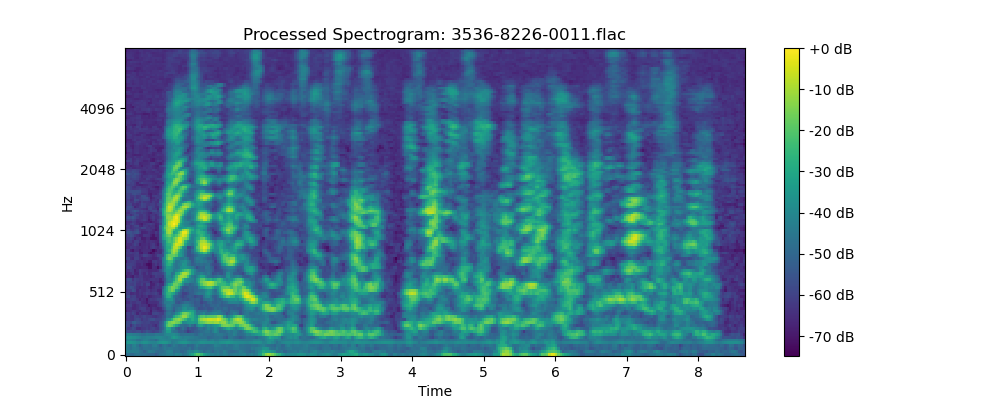 Processed Spectrogram: 3536-8226-0011.flac
Hz
4096
2048
1024
512
0
0 1 2 3 4 5 6 7 8
Time
+0 dB
-10 dB
-20 dB
-30 dB
-40 dB
-50 dB
-60 dB
-70 dB